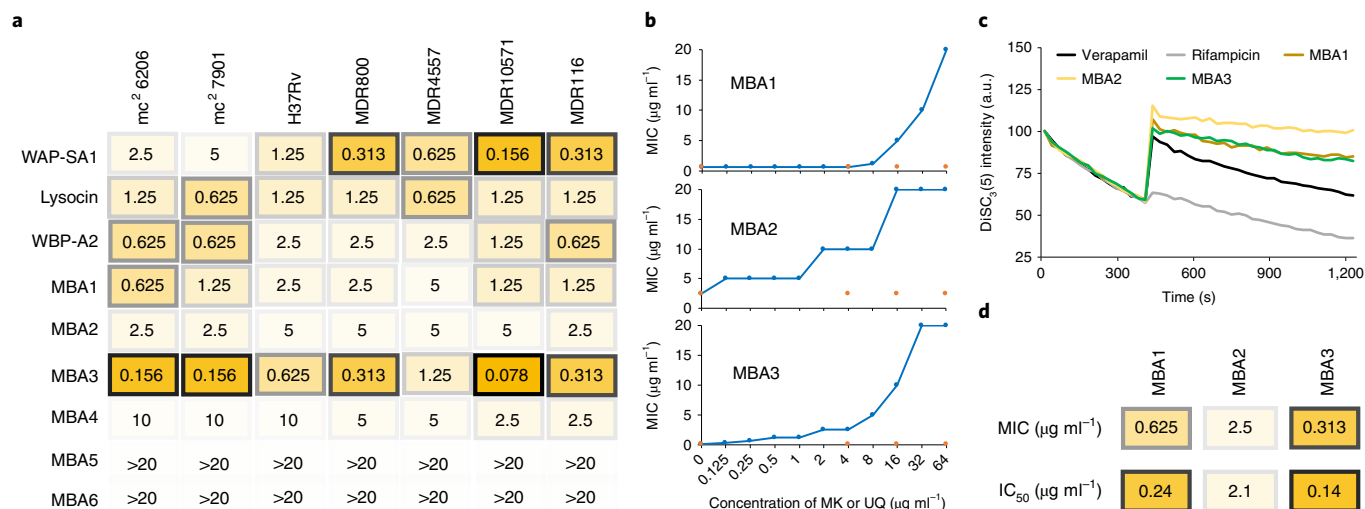 a
mc² 6206 mc² 7901 H37Rv MDR800 MDR4557 MDR10571 MDR116
WAP-SA1 2.5 5 1.25 0.313 0.625 0.156 0.313
Lysocin 1.25 0.625 1.25 1.25 0.625 1.25 1.25
WBP-A2 0.625 0.625 2.5 2.5 2.5 1.25 0.625
MBA1 0.625 1.25 2.5 2.5 5 1.25 1.25
MBA2 2.5 2.5 5 5 5 5 2.5
MBA3 0.156 0.156 0.625 0.313 1.25 0.078 0.313
MBA4 10 10 10 5 5 2.5 2.5
MBA5 >20 >20 >20 >20 >20 >20 >20
MBA6 >20 >20 >20 >20 >20 >20 >20
b
MIC (μg ml⁻¹)
20
15
10
5
0
MBA1
MIC (μg ml⁻¹)
20
15
10
5
0
MBA2
MIC (μg ml⁻¹)
20
15
10
5
0
MBA3
0 0.125 0.25 0.5 1 2 4 8 16 32 64
Concentration of MK or UQ (μg ml⁻¹)
c
DiSC₃(5) intensity (a.u.)
150
125
100
75
50
25
Verapamil Rifampicin MBA1
MBA2 MBA3
0 300 600 900 1,200
Time (s)
d
MBA1 MBA2 MBA3
MIC (μg ml⁻¹) 0.625 2.5 0.313
IC₅₀ (μg ml⁻¹) 0.24 2.1 0.14